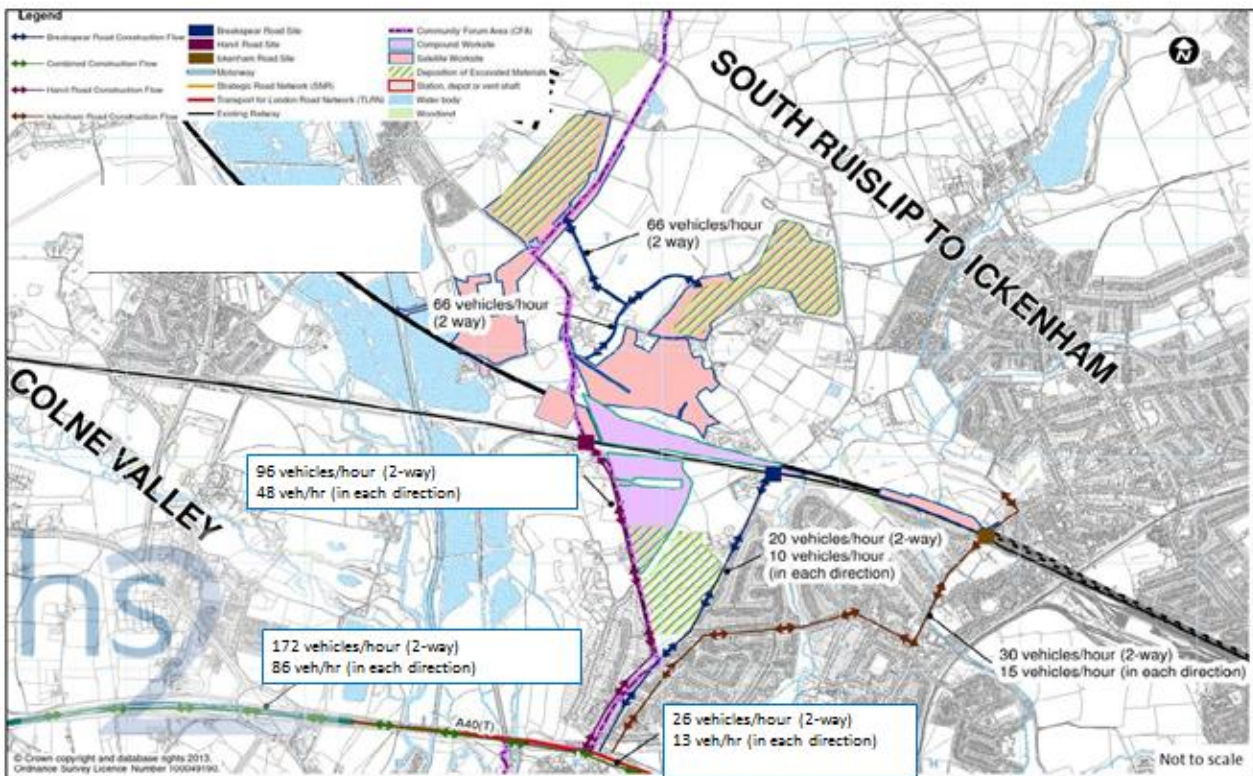 Legend
Breakspear Road Construction Flow
Combined Construction Flow
Harvil Road Construction Flow
Ickenham Road Construction Flow
Breakspear Road Site
Harvil Road Site
Ickenham Road Site
Motorway
Strategic Road Network (SNR)
Transport for London Road Network (TLRN)
Existing Railway
Community Forum Area (CFA)
Compound Worksite
Satellite Worksite
Deposition of Excavated Materials
Station, depot or vent shaft
Water body
Woodland
SOUTH RUISLIP TO ICKENHAM
66 vehicles/hour
(2 way)
66 vehicles/hour
(2 way)
COLNE VALLEY
96 vehicles/hour (2-way)
48 veh/hr (in each direction)
20 vehicles/hour (2-way)
10 vehicles/hour
(in each direction)
hs2
172 vehicles/hour (2-way)
86 veh/hr (in each direction)
30 vehicles/hour (2-way)
15 vehicles/hour (in each direction)
A40(T)
26 vehicles/hour (2-way)
13 veh/hr (in each direction)
© Crown copyright and database rights 2013.
Ordnance Survey Licence Number 100049190.
Not to scale